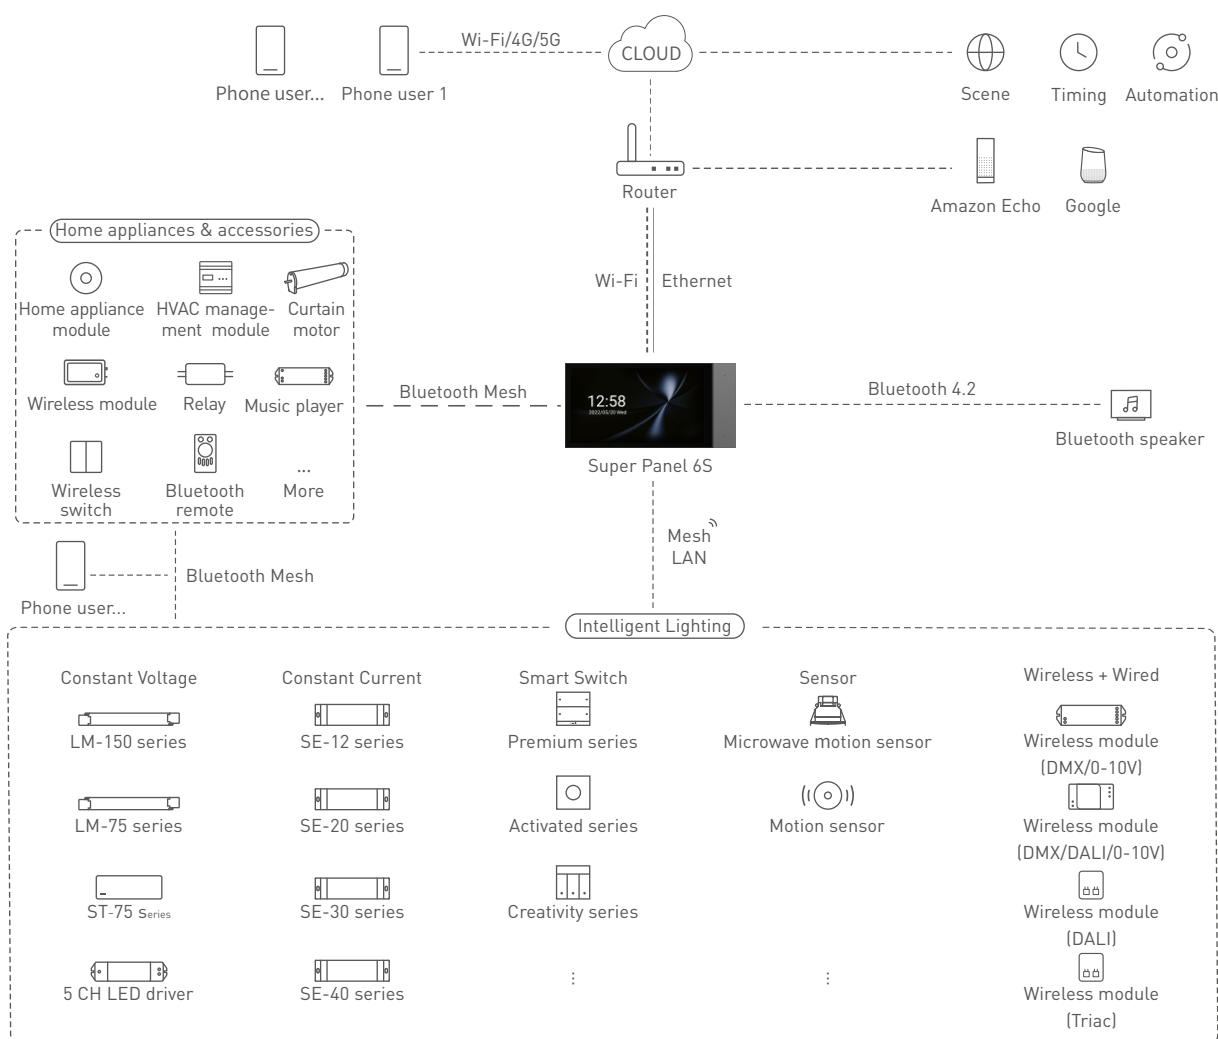 Wi-Fi/4G/5G
CLOUD
Phone user...
Phone user 1
Scene
Timing
Automation
Router
Amazon Echo
Google
Home appliances & accessories
Wi-Fi
Ethernet
Home appliance
module
HVAC manage-
ment module
Curtain
motor
Wireless module
Relay
Music player
Bluetooth Mesh
12:58
2022/05/20 Wed
Bluetooth 4.2
Bluetooth speaker
Super Panel 6S
Wireless
switch
Bluetooth
remote
...
More
Mesh
LAN
Bluetooth Mesh
Phone user...
Intelligent Lighting
Constant Voltage
LM-150 series
LM-75 series
ST-75 Series
5 CH LED driver
Constant Current
SE-12 series
SE-20 series
SE-30 series
SE-40 series
Smart Switch
Premium series
Activated series
Creativity series
⋮
Sensor
Microwave motion sensor
Motion sensor
⋮
Wireless + Wired
Wireless module
(DMX/0-10V)
Wireless module
(DMX/DALI/0-10V)
Wireless module
(DALI)
Wireless module
(Triac)